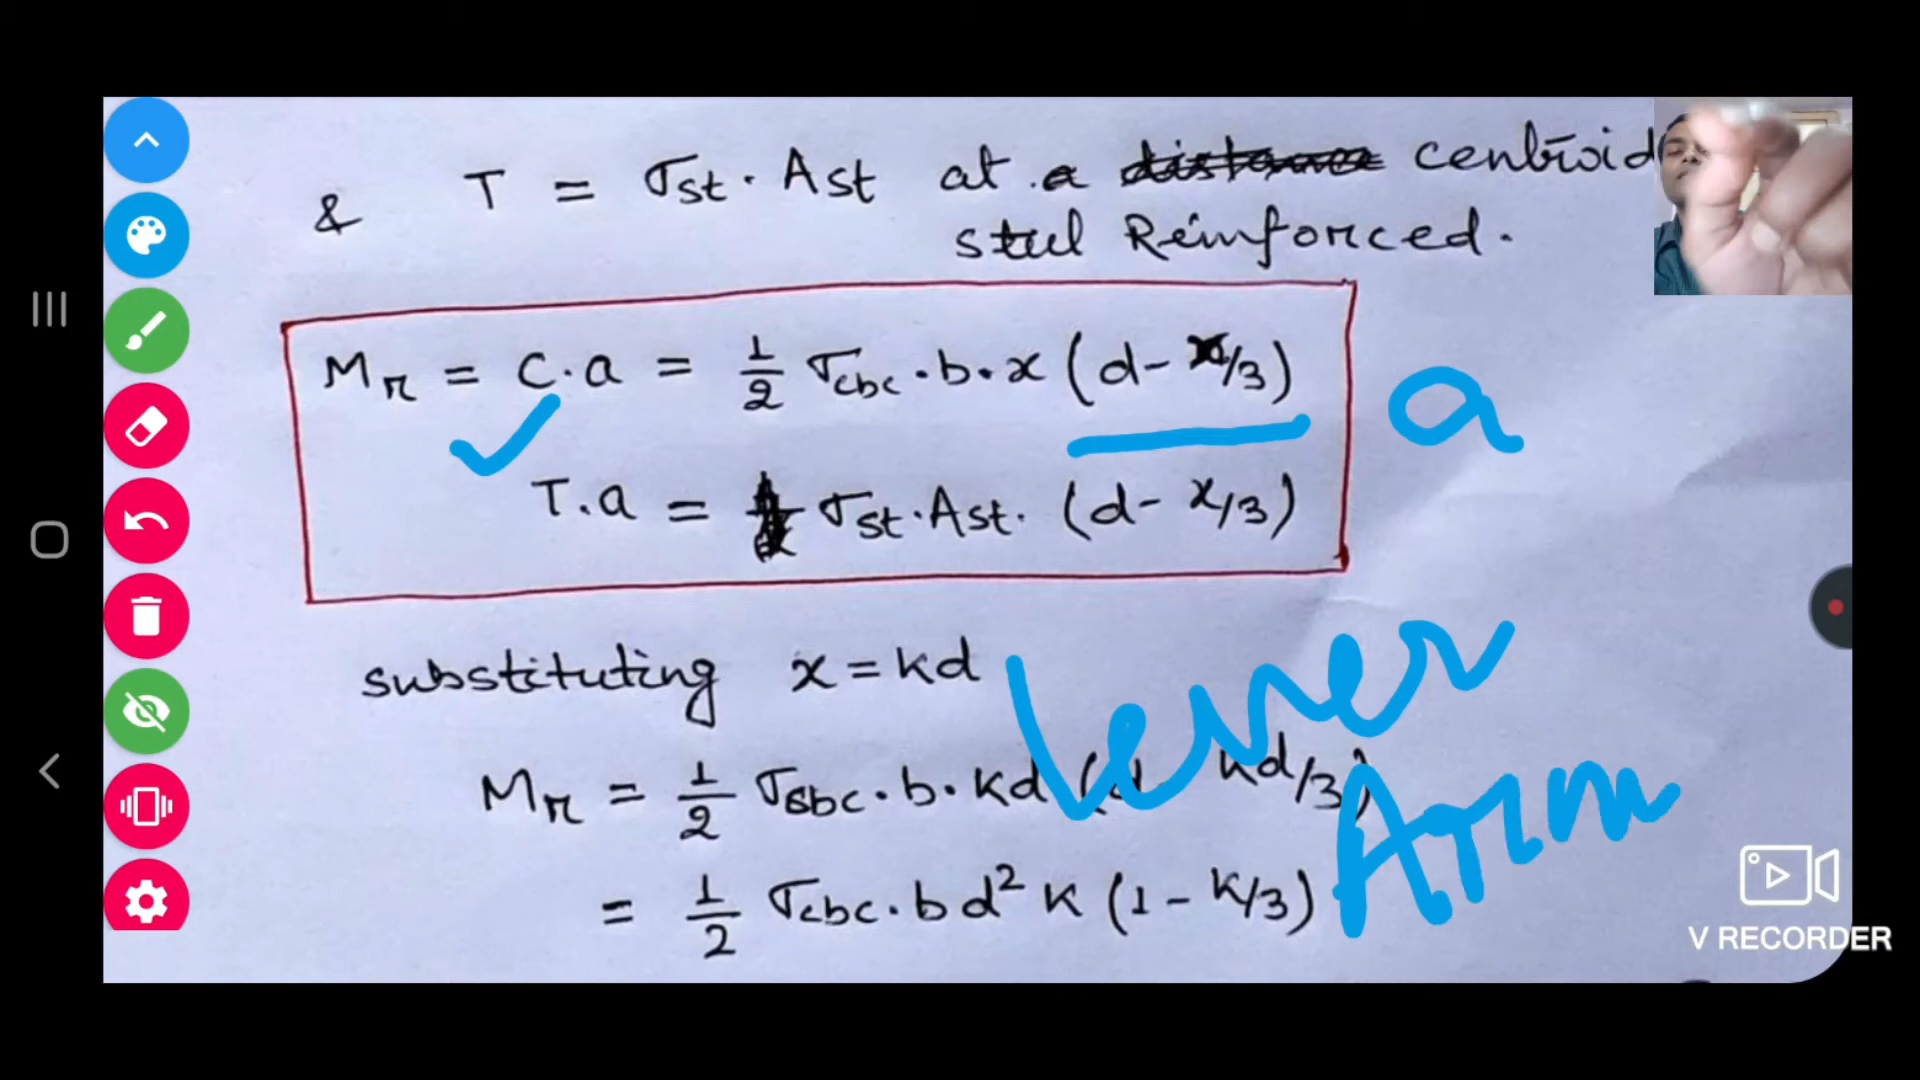 & T = σst · Ast at a centroid
steel Reinforced.
Mr = C.a = 1/2 σcbc · b · x (d - x/3)
a
T.a = σst · Ast · (d - x/3)
substituting x = kd
lever
Arm
Mr = 1/2 σcbc · b · kd (d kd/3)
= 1/2 σcbc · bd² k (1 - k/3)
V RECORDER